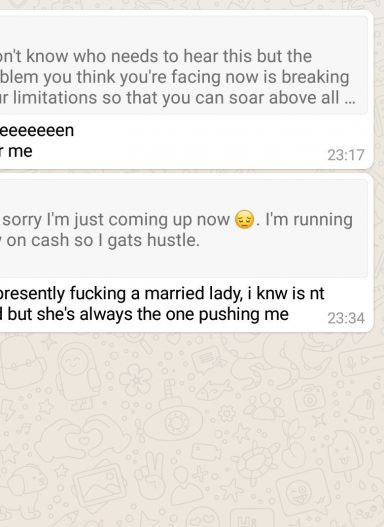 on't know who needs to hear this but the
blem you think you're facing now is breaking
r limitations so that you can soar above all ...
eeeeeeen
r me
23:17
sorry I'm just coming up now 😔. I'm running
on cash so I gats hustle.
presently fucking a married lady, i knw is nt
but she's always the one pushing me
23:34